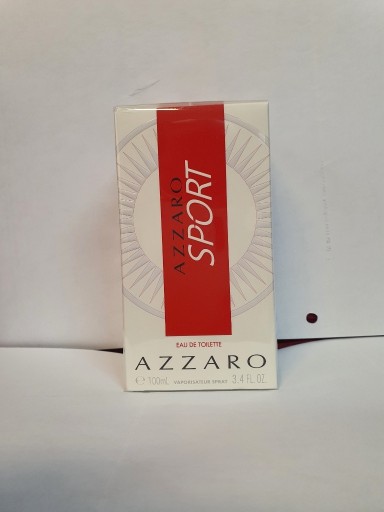 AZZARO
SPORT
EAU DE TOILETTE
AZZARO
100mL VAPORISATEUR SPRAY 3.4 FL.OZ.